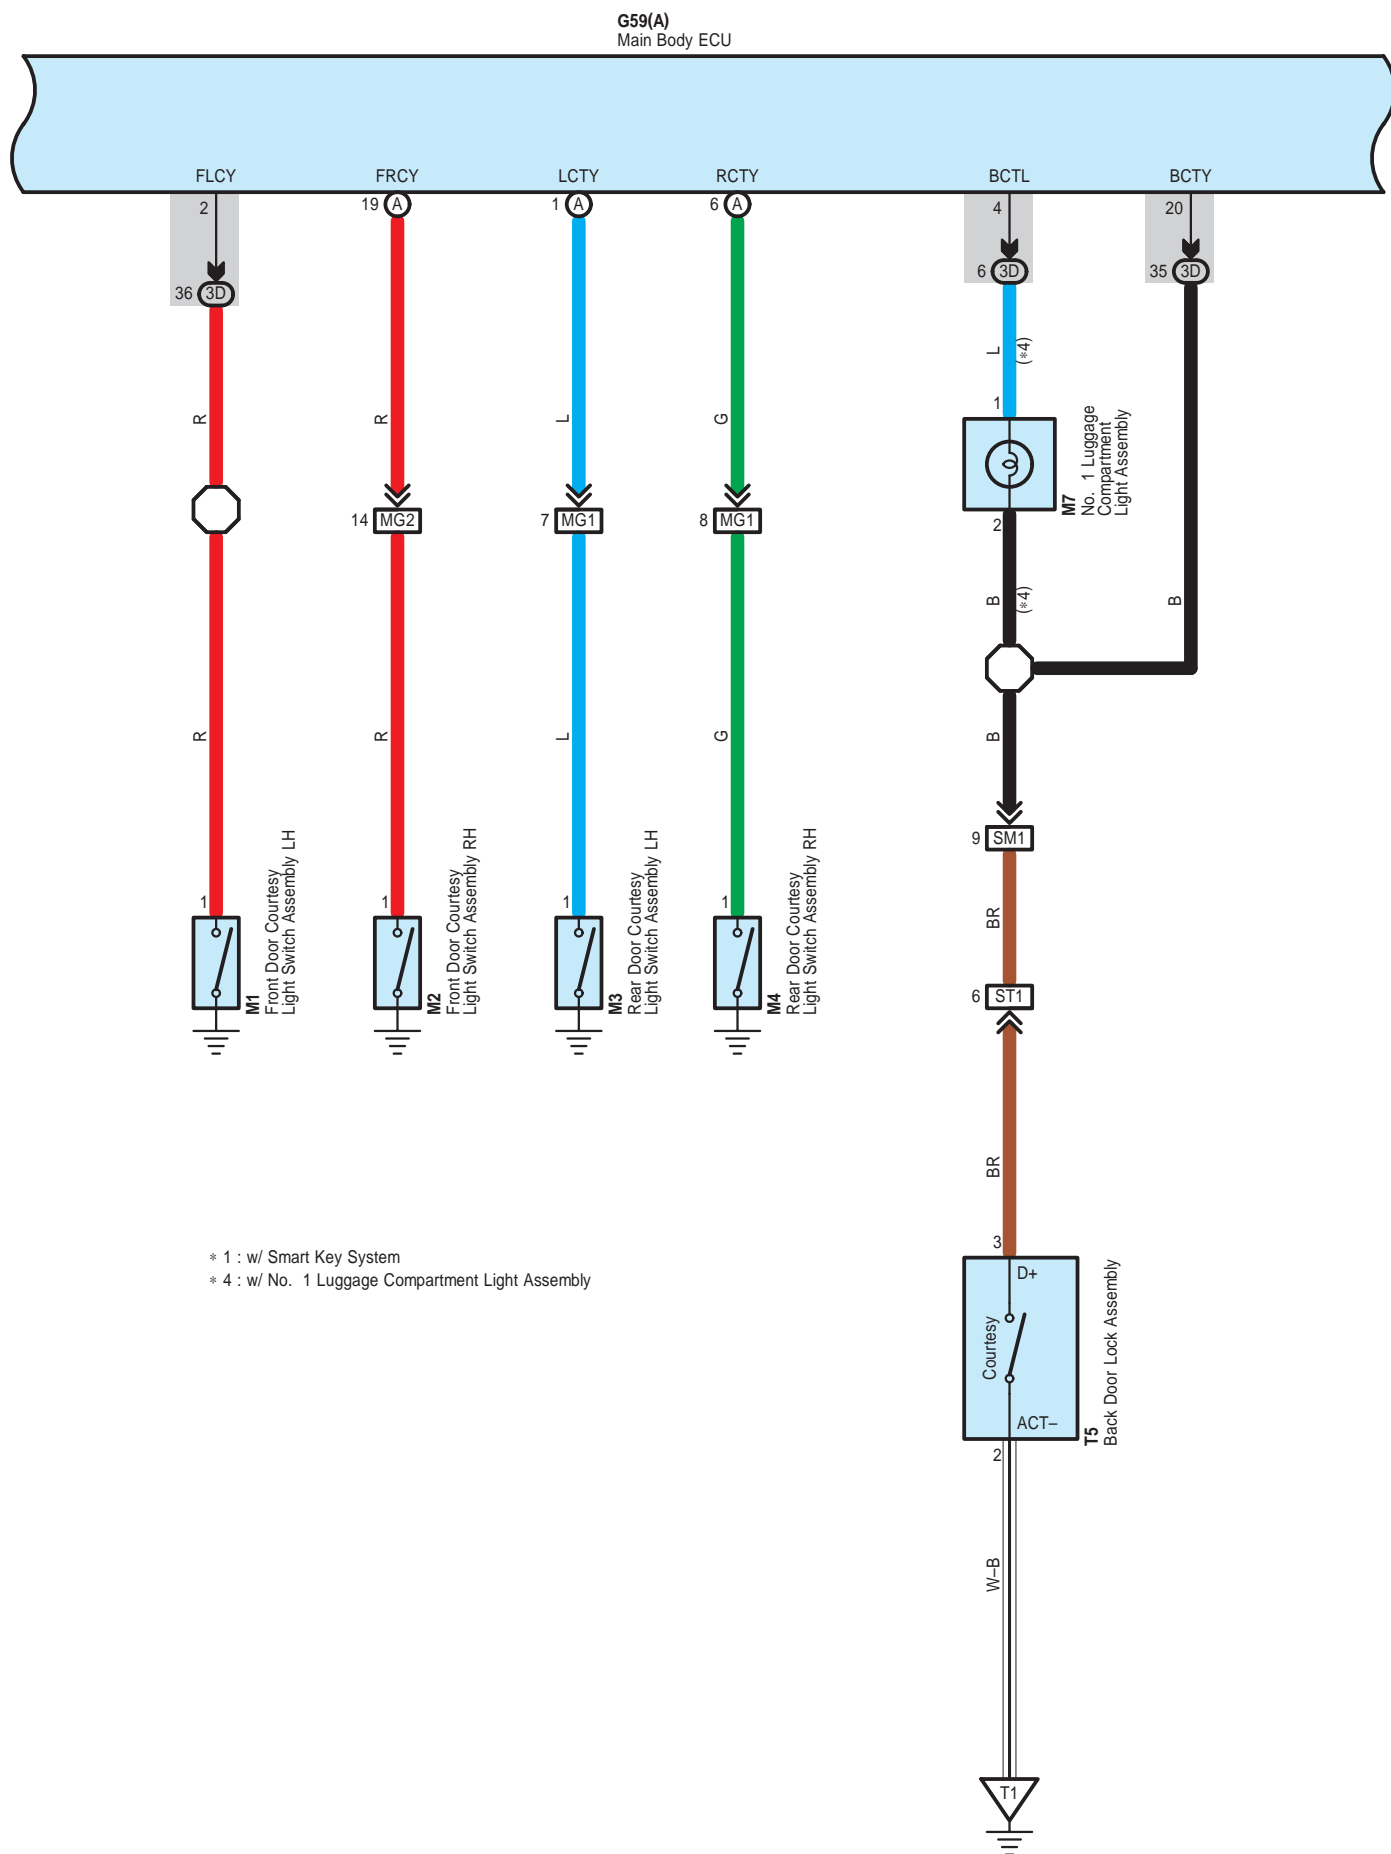 G59(A)
Main Body ECU
FLCY
FRCY
LCTY
RCTY
BCTL
BCTY
2
19 A
1 A
6 A
4
20
36 3D
6 3D
35 3D
L
(∗4)
1
R
R
L
G
M7
No. 1 Luggage
Compartment
Light Assembly
14 MG2
7 MG1
8 MG1
2
B
(∗4)
B
R
R
L
G
B
9 SM1
1
1
1
1
M1
Front Door Courtesy
Light Switch Assembly LH
M2
Front Door Courtesy
Light Switch Assembly RH
M3
Rear Door Courtesy
Light Switch Assembly LH
M4
Rear Door Courtesy
Light Switch Assembly RH
BR
6 ST1
BR
∗ 1 : w/ Smart Key System
∗ 4 : w/ No. 1 Luggage Compartment Light Assembly
3
D+
Courtesy
ACT–
T5
Back Door Lock Assembly
2
W–B
T1